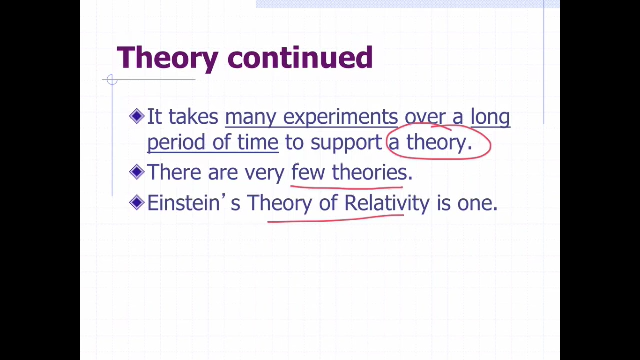 Theory continued
It takes many experiments over a long
period of time to support a theory.
There are very few theories.
Einstein's Theory of Relativity is one.